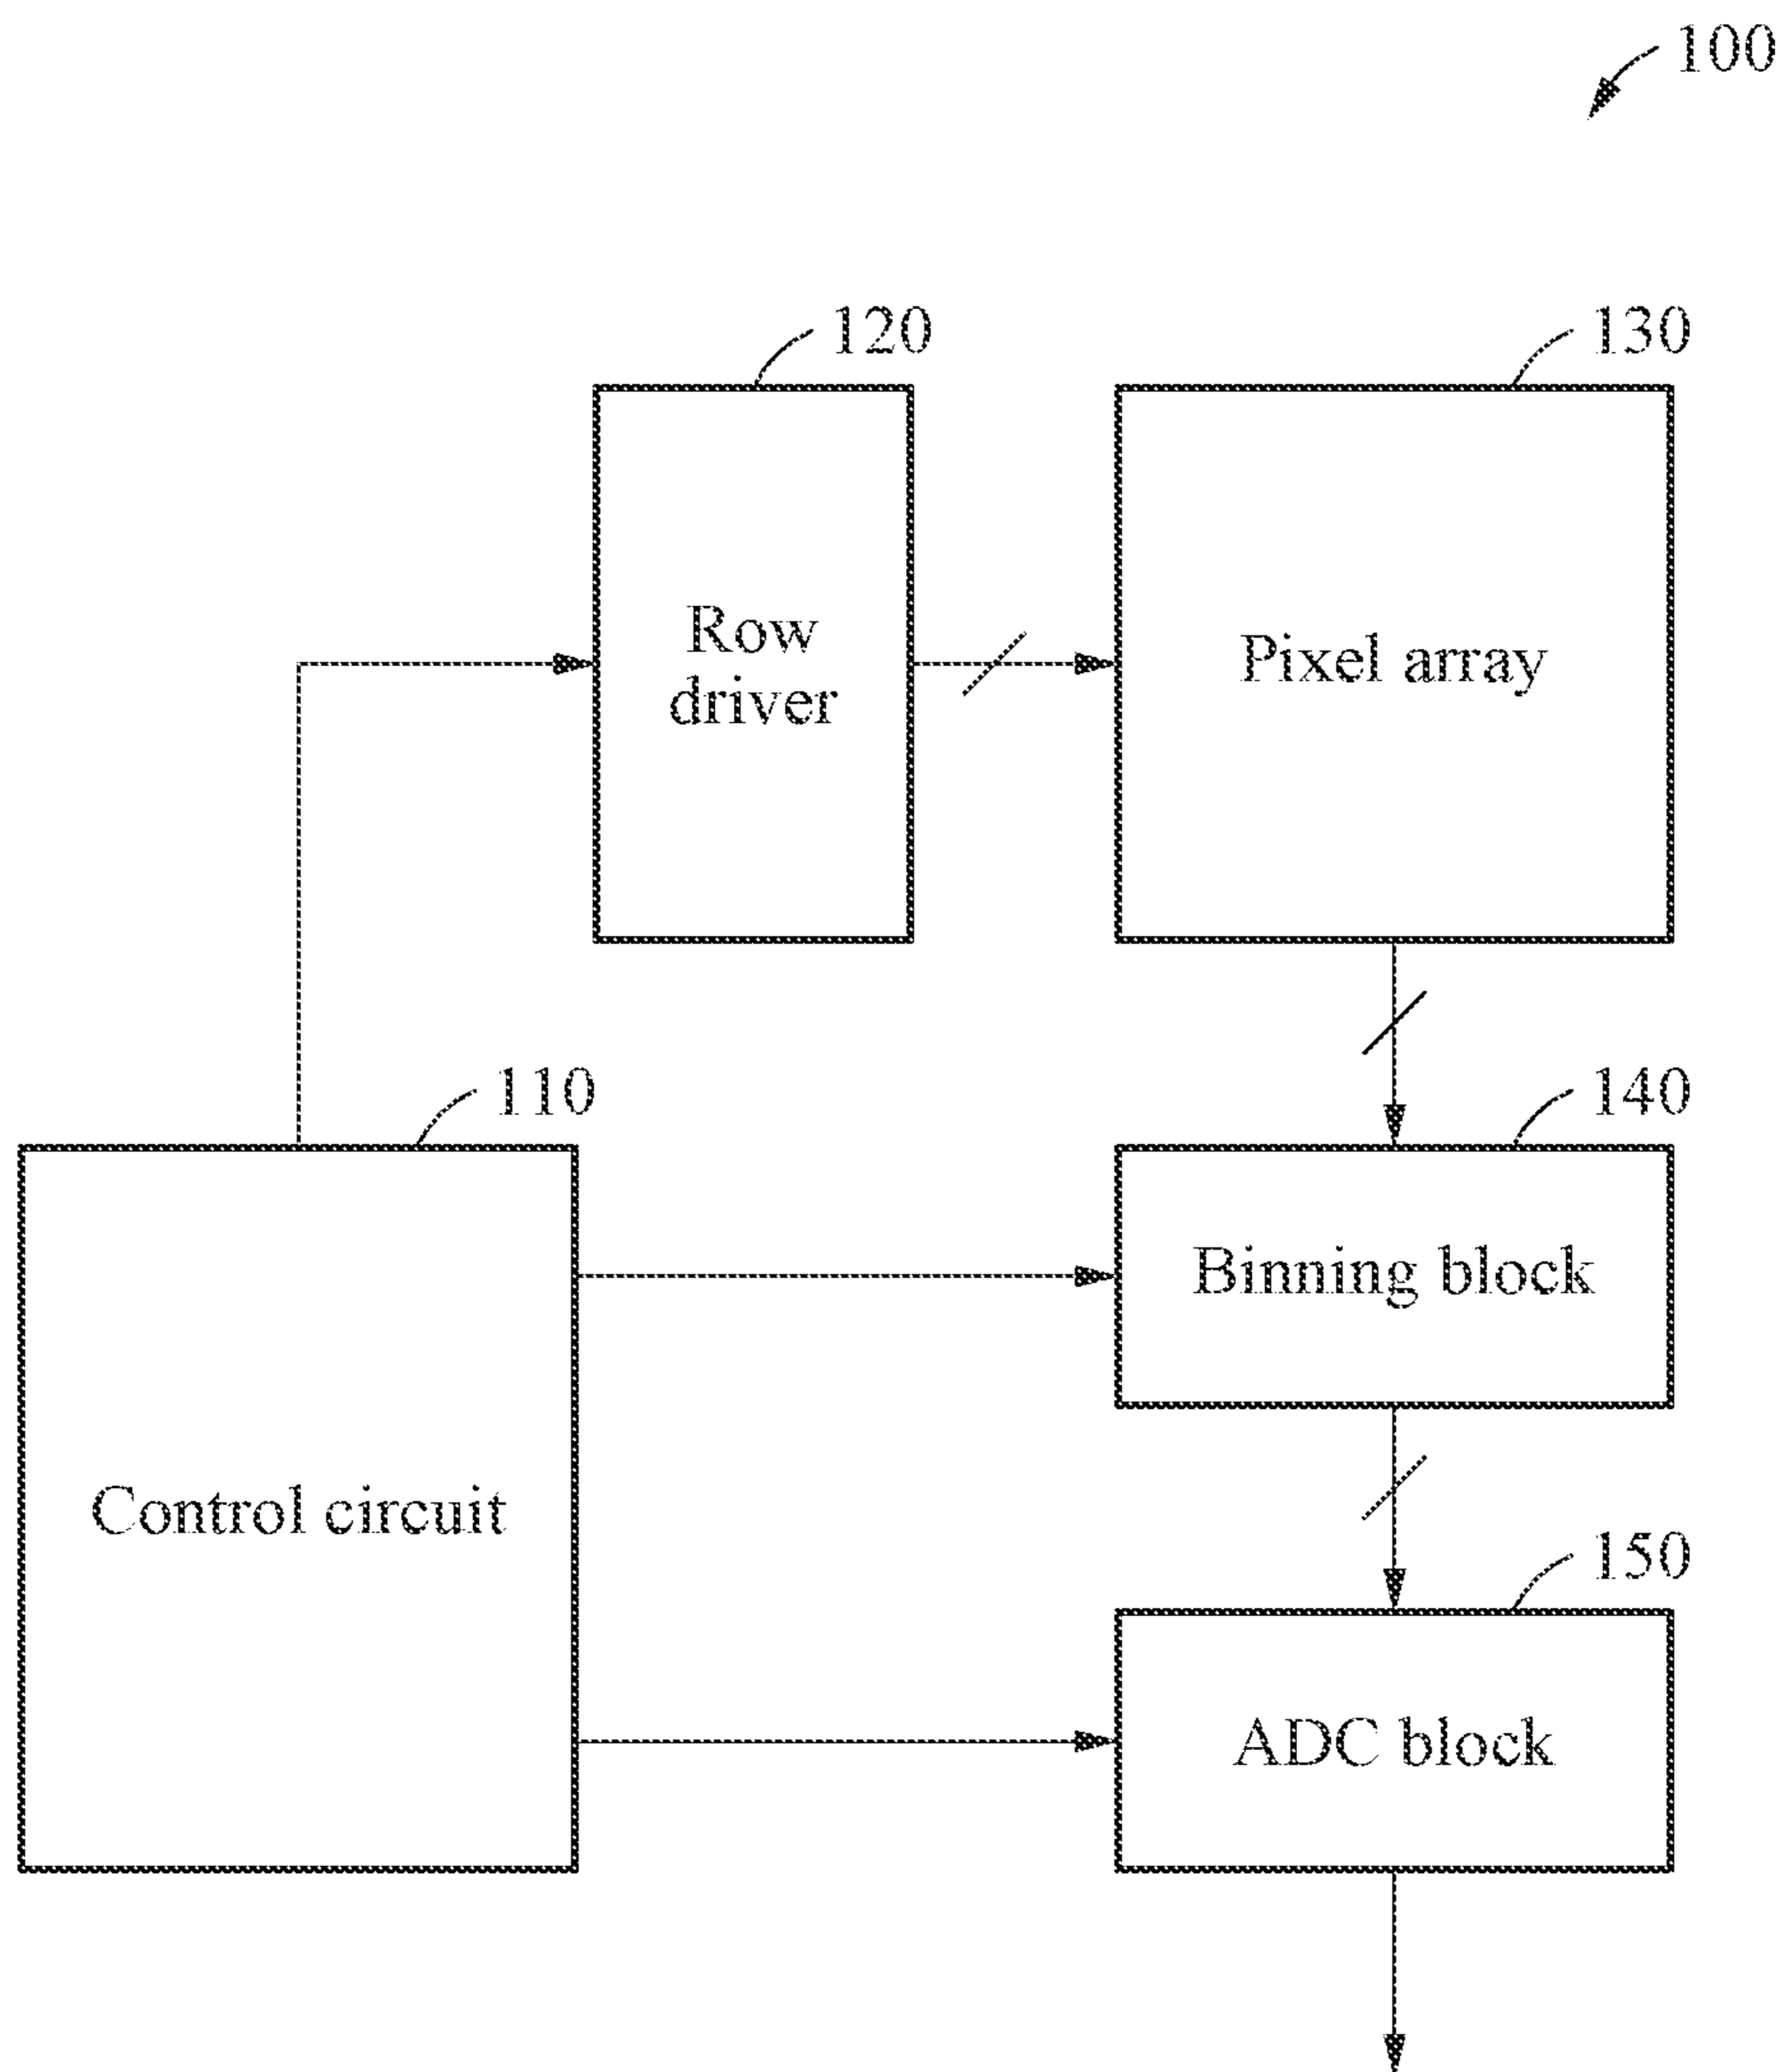 100
120
130
Row
driver
Pixel array
110
140
Binning block
Control circuit
150
ADC block